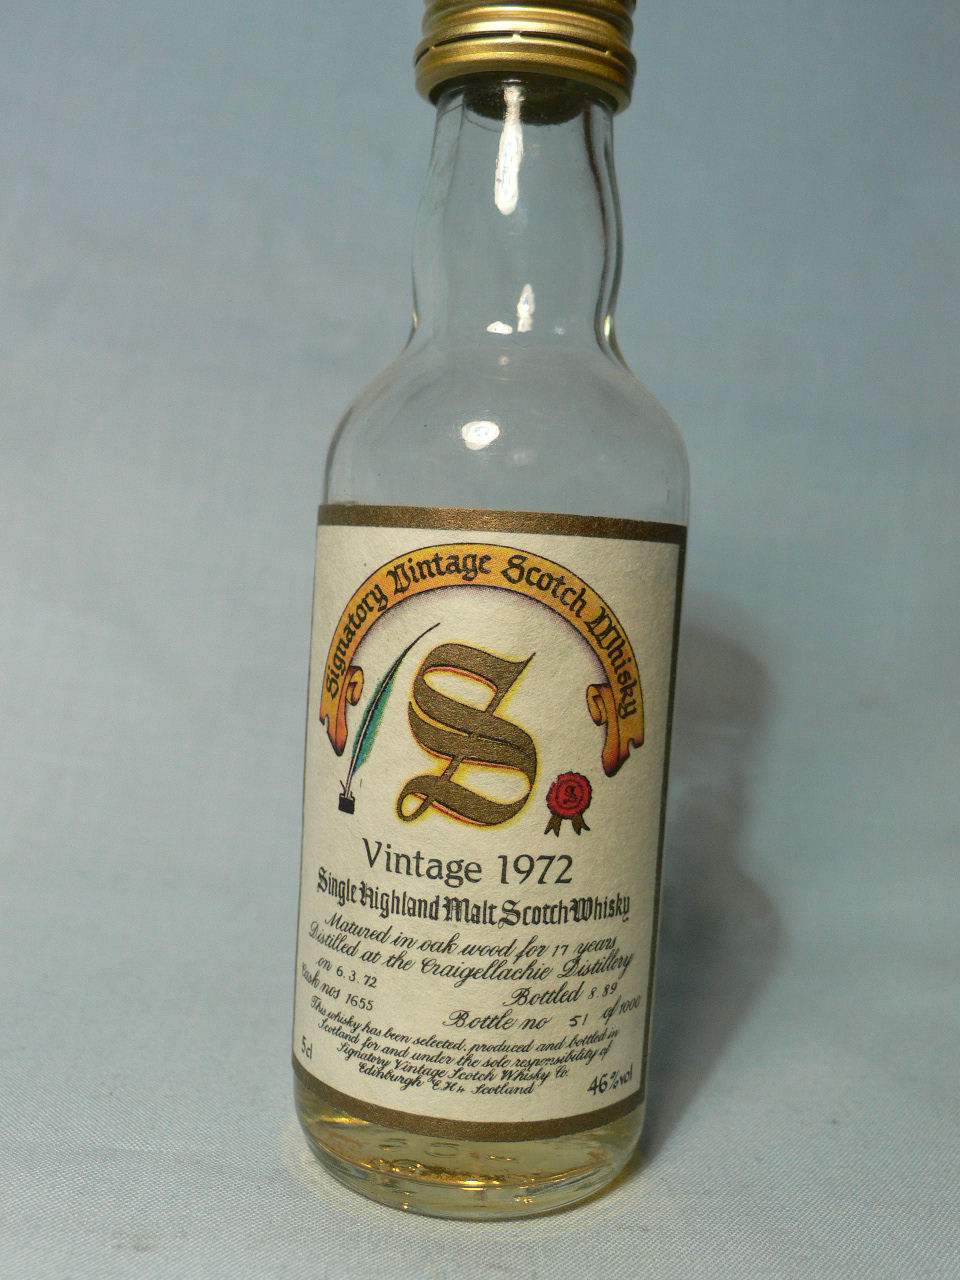 Signatory Vintage Scotch Whisky
S
S
Vintage 1972
Single Highland Malt Scotch Whisky
Matured in oak wood for 17 years
Distilled at the Craigellachie Distillery
on 6.3.72 Bottled 8.89
Cask nos 1655 Bottle no 51 of 1000
This whisky has been selected, produced and bottled in
Scotland for and under the sole responsibility of
Signatory Vintage Scotch Whisky Co.
Edinburgh EH4 Scotland
5cl 46%vol